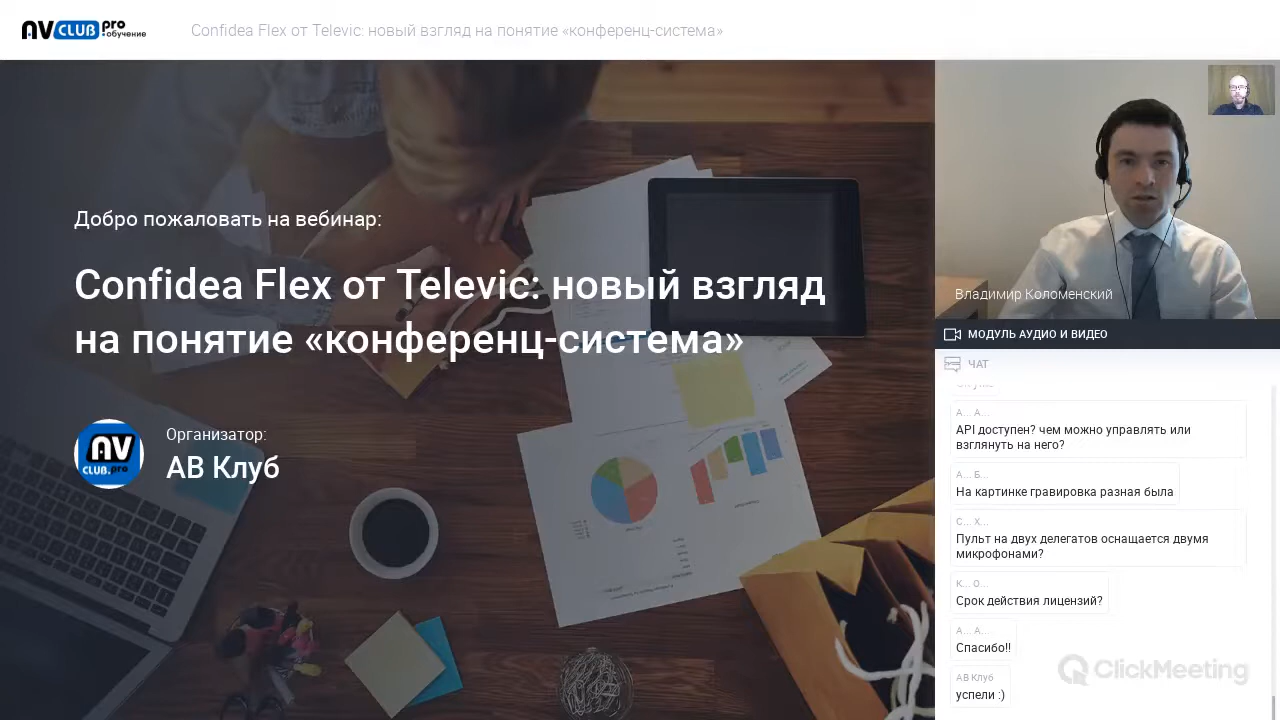 AV CLUB pro
обучение
Confidea Flex от Televic: новый взгляд на понятие «конференц-система»
Добро пожаловать на вебинар:
Confidea Flex от Televic: новый взгляд
на понятие «конференц-система»
AV
CLUB.pro
Организатор:
АВ Клуб
Владимир Коломенский
МОДУЛЬ АУДИО И ВИДЕО
ЧАТ
А... А...
API доступен? чем можно управлять или
взглянуть на него?
А... Б...
На картинке гравировка разная была
С... Х...
Пульт на двух делегатов оснащается двумя
микрофонами?
К... О...
Срок действия лицензий?
А... А...
Спасибо!!
АВ Клуб
успели :)
ClickMeeting